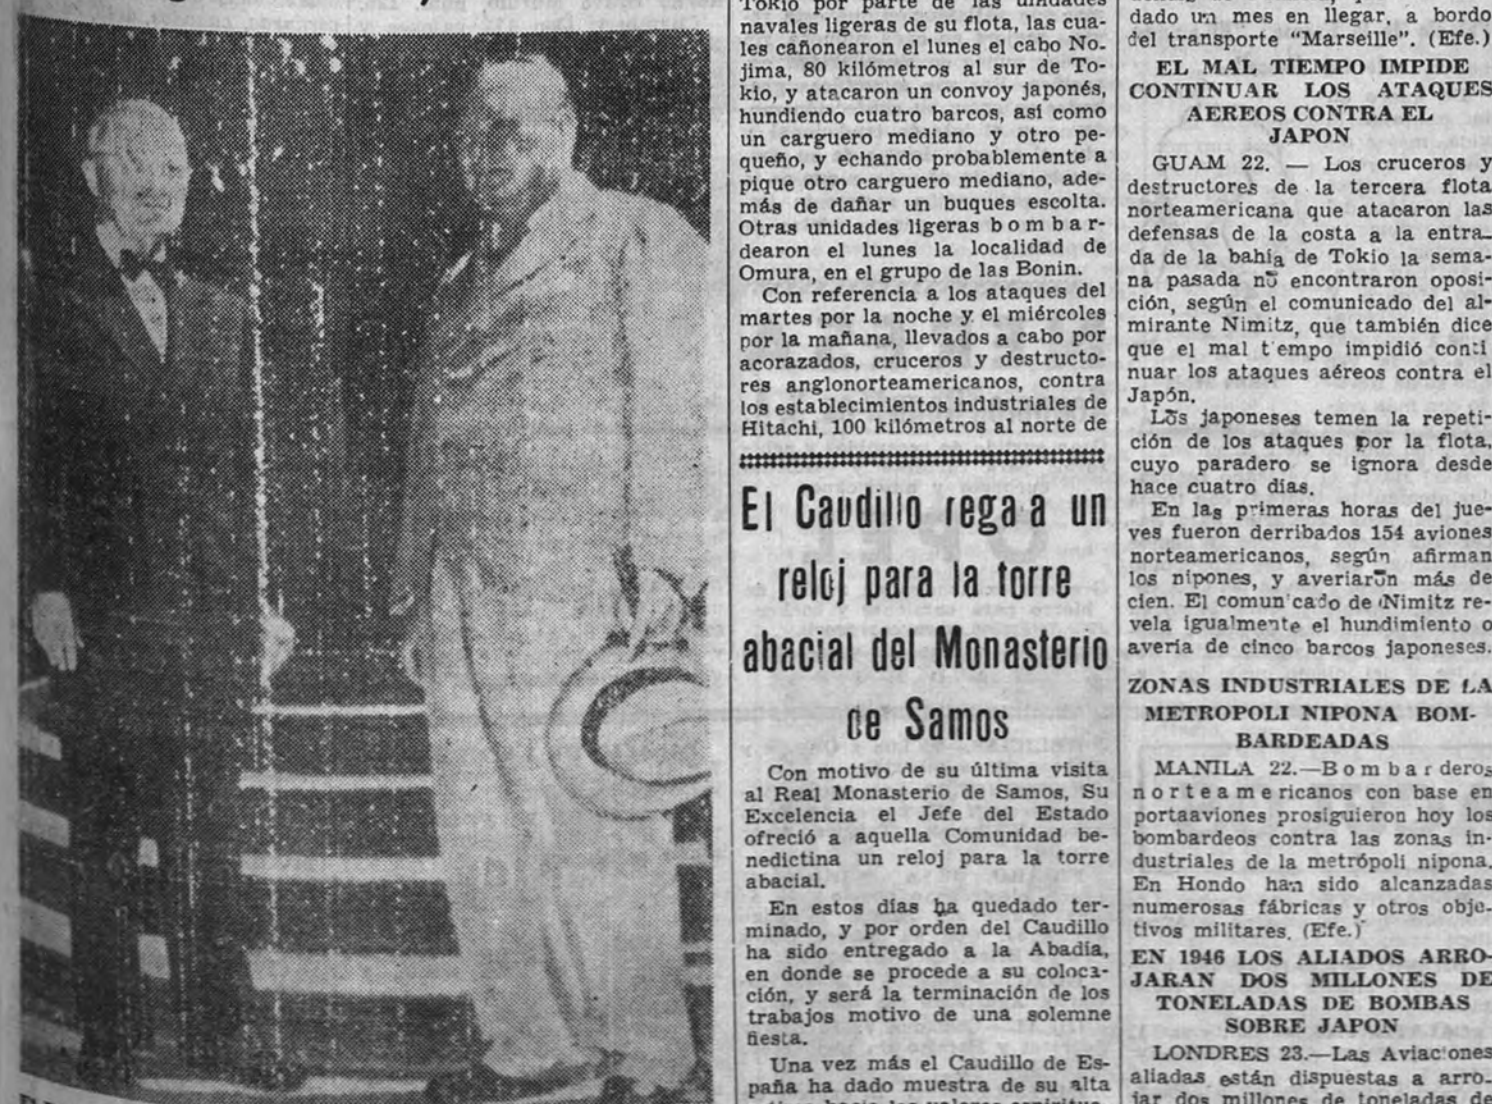 Tokio por parte de las unidades
navales ligeras de su flota, las cua-
les cañonearon el lunes el cabo No-
jima, 80 kilómetros al sur de To-
kio, y atacaron un convoy japonés,
hundiendo cuatro barcos, así como
un carguero mediano y otro pe-
queño, y echando probablemente a
pique otro carguero mediano, ade-
más de dañar un buques escolta.
Otras unidades ligeras bombar-
dearon el lunes la localidad de
Omura, en el grupo de las Bonin.
Con referencia a los ataques del
martes por la noche y el miércoles
por la mañana, llevados a cabo por
acorazados, cruceros y destructo-
res anglonorteamericanos, contra
los establecimientos industriales de
Hitachi, 100 kilómetros al norte de
El Caudillo rega a un
reloj para la torre
abacial del Monasterio
de Samos
Con motivo de su última visita
al Real Monasterio de Samos, Su
Excelencia el Jefe del Estado
ofreció a aquella Comunidad be-
nedictina un reloj para la torre
abacial.
En estos días ha quedado ter-
minado, y por orden del Caudillo
ha sido entregado a la Abadía,
en donde se procede a su coloca-
ción, y será la terminación de los
trabajos motivo de una solemne
fiesta.
Una vez más el Caudillo de Es-
paña ha dado muestra de su alta
dado un mes en llegar, a bordo
del transporte "Marseille". (Efe.)
EL MAL TIEMPO IMPIDE
CONTINUAR LOS ATAQUES
AEREOS CONTRA EL
JAPON
GUAM 22. — Los cruceros y
destructores de la tercera flota
norteamericana que atacaron las
defensas de la costa a la entra-
da de la bahía de Tokio la sema-
na pasada no encontraron oposi-
ción, según el comunicado del al-
mirante Nimitz, que también dice
que el mal t'empo impidió conti
nuar los ataques aéreos contra el
Japón.
Los japoneses temen la repeti-
ción de los ataques por la flota,
cuyo paradero se ignora desde
hace cuatro días.
En las primeras horas del jue-
ves fueron derribados 154 aviones
norteamericanos, según afirman
los nipones, y averiaron más de
cien. El comun'cado de Nimitz re-
vela igualmente el hundimiento o
avería de cinco barcos japoneses.
ZONAS INDUSTRIALES DE LA
METROPOLI NIPONA BOM-
BARDEADAS
MANILA 22.—Bombarderos
norteamericanos con base en
portaaviones prosiguieron hoy los
bombardeos contra las zonas in-
dustriales de la metrópoli nipona.
En Hondo han sido alcanzadas
numerosas fábricas y otros obje-
tivos militares. (Efe.)
EN 1946 LOS ALIADOS ARRO-
JARAN DOS MILLONES DE
TONELADAS DE BOMBAS
SOBRE JAPON
LONDRES 23.—Las Aviaciones
aliadas están dispuestas a arro-
jar dos millones de toneladas de